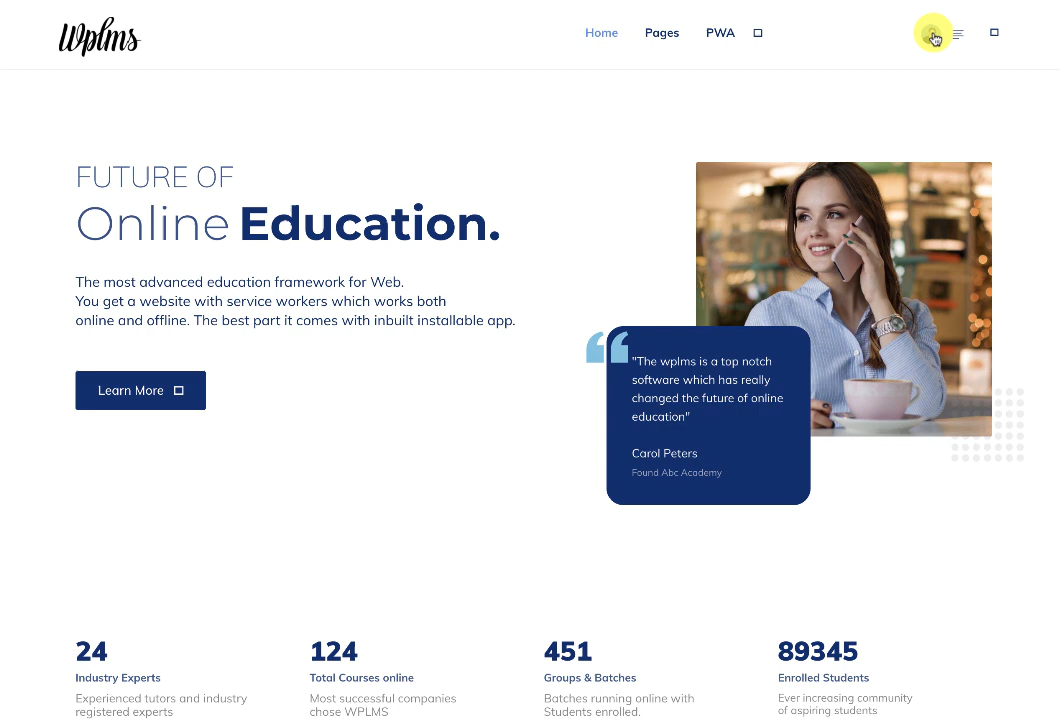 Wplms
Home Pages PWA
FUTURE OF
Online Education.
The most advanced education framework for Web.
You get a website with service workers which works both
online and offline. The best part it comes with inbuilt installable app.
Learn More
"The wplms is a top notch
software which has really
changed the future of online
education"
Carol Peters
Found Abc Academy
24
Industry Experts
Experienced tutors and industry
registered experts
124
Total Courses online
Most successful companies
chose WPLMS
451
Groups & Batches
Batches running online with
Students enrolled.
89345
Enrolled Students
Ever increasing community
of aspiring students